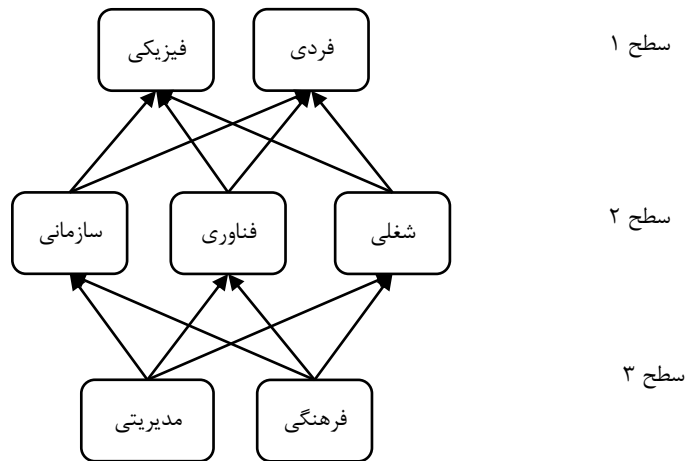 فردی
فیزیکی
سطح ۱
شغلی
فناوری
سازمانی
سطح ۲
فرهنگی
مدیریتی
سطح ۳